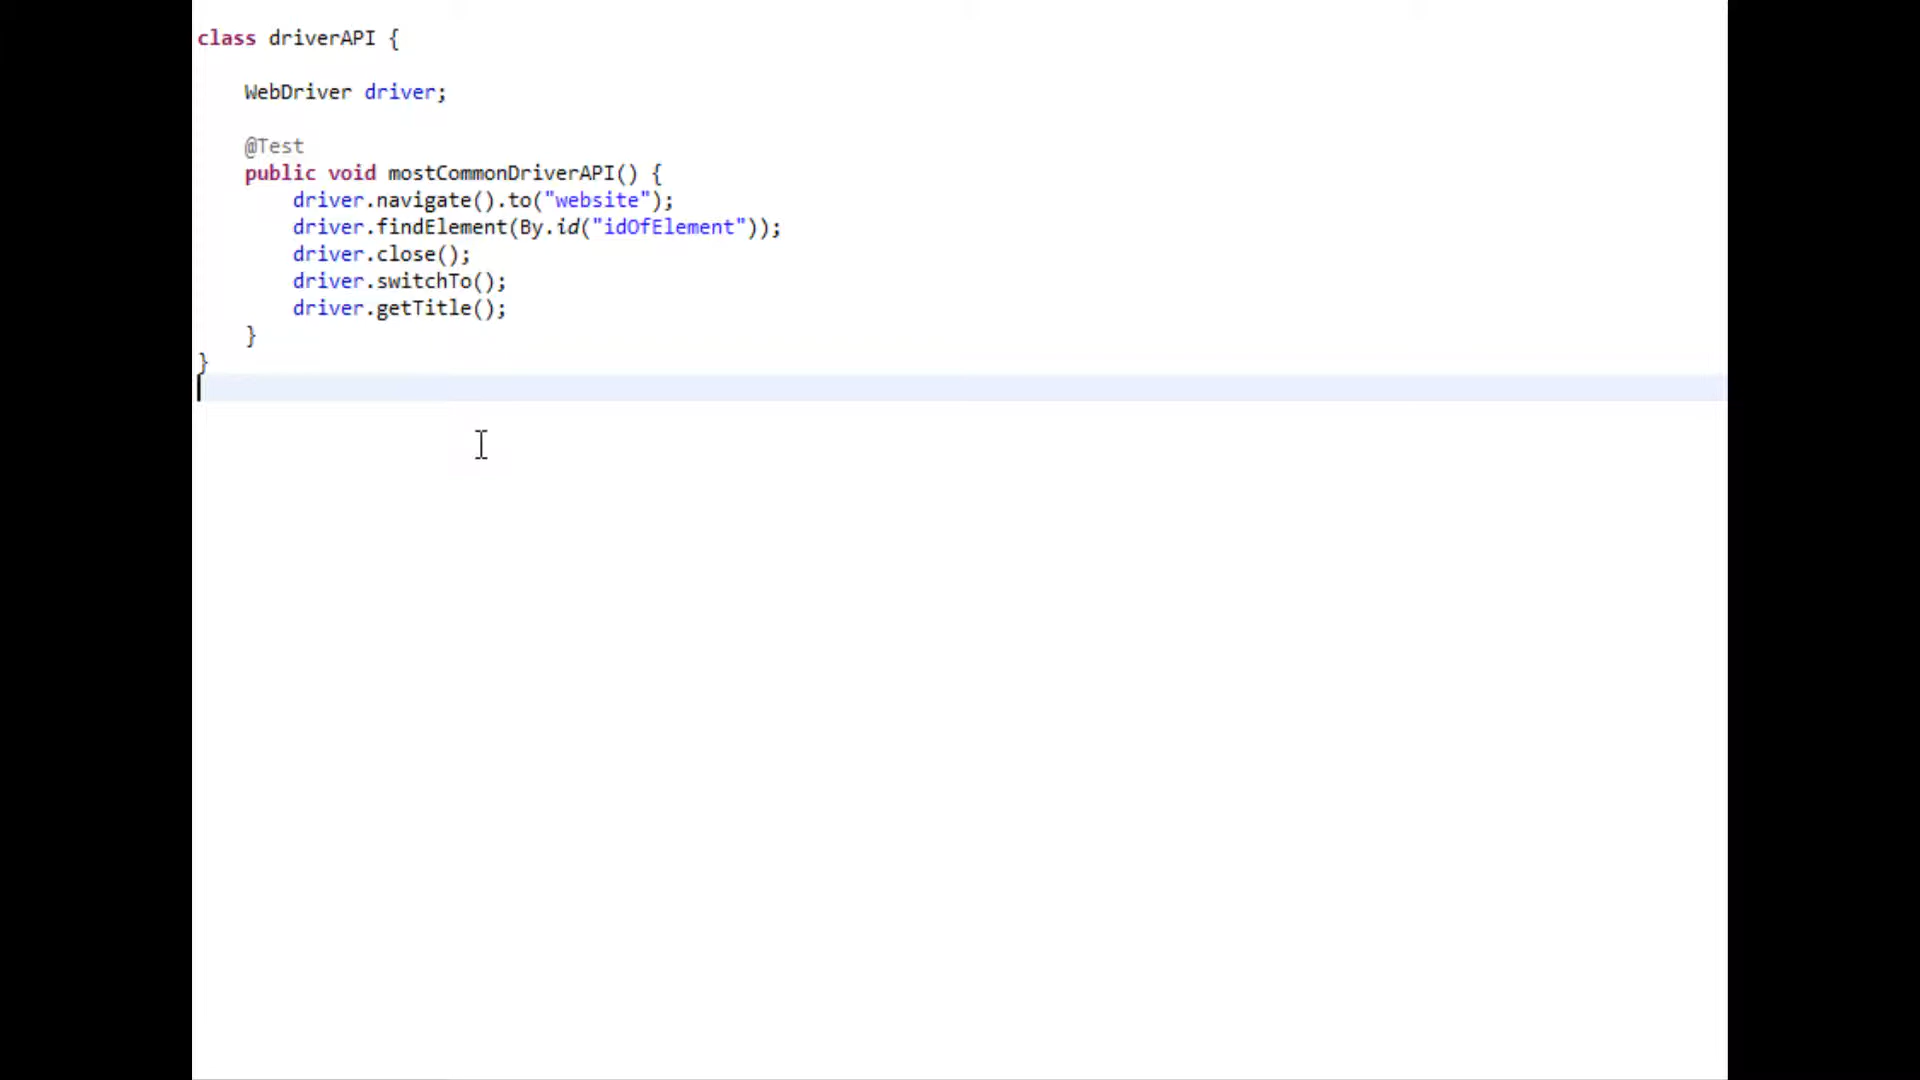 class driverAPI {
WebDriver driver;
@Test
public void mostCommonDriverAPI() {
driver.navigate().to("website");
driver.findElement(By.id("idOfElement"));
driver.close();
driver.switchTo();
driver.getTitle();
}
}